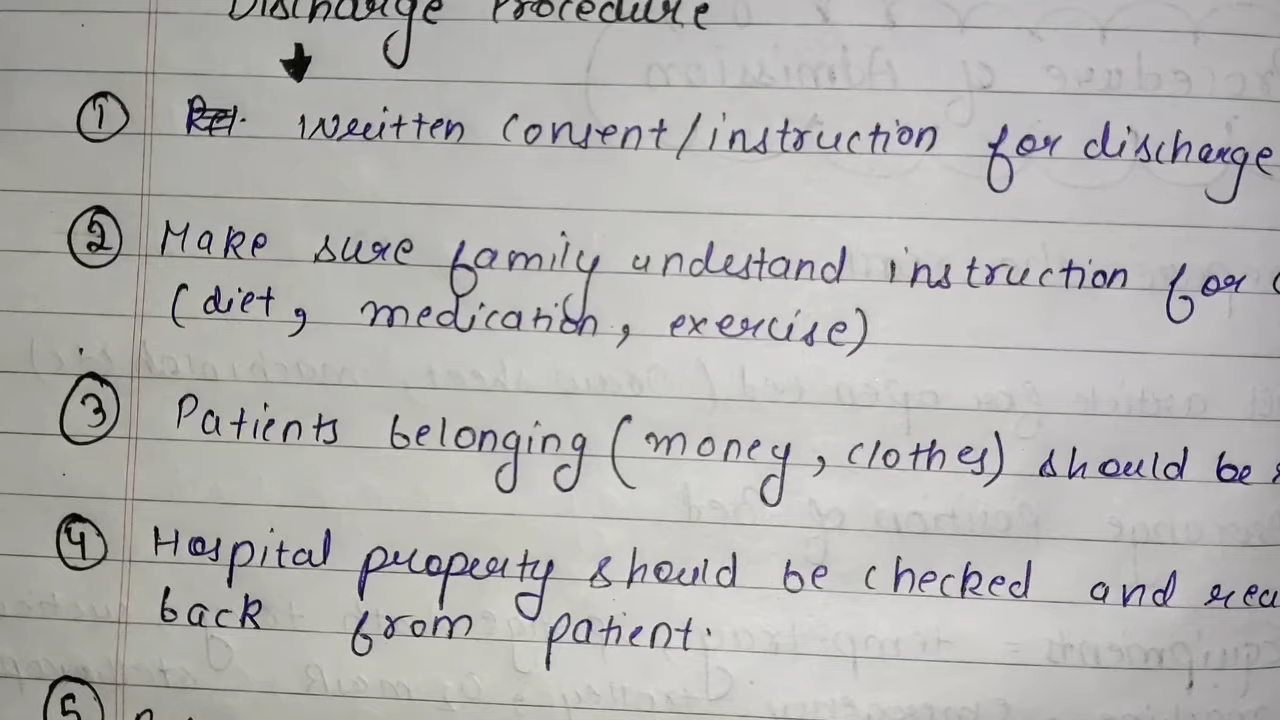 Discharge Procedure
① Written consent/instruction for discharge
② Make sure family undestand instruction for
(diet, medication, exercise)
③ Patients belonging (money, clothes) should be
④ Hospital property should be checked and
back from patient.
⑤